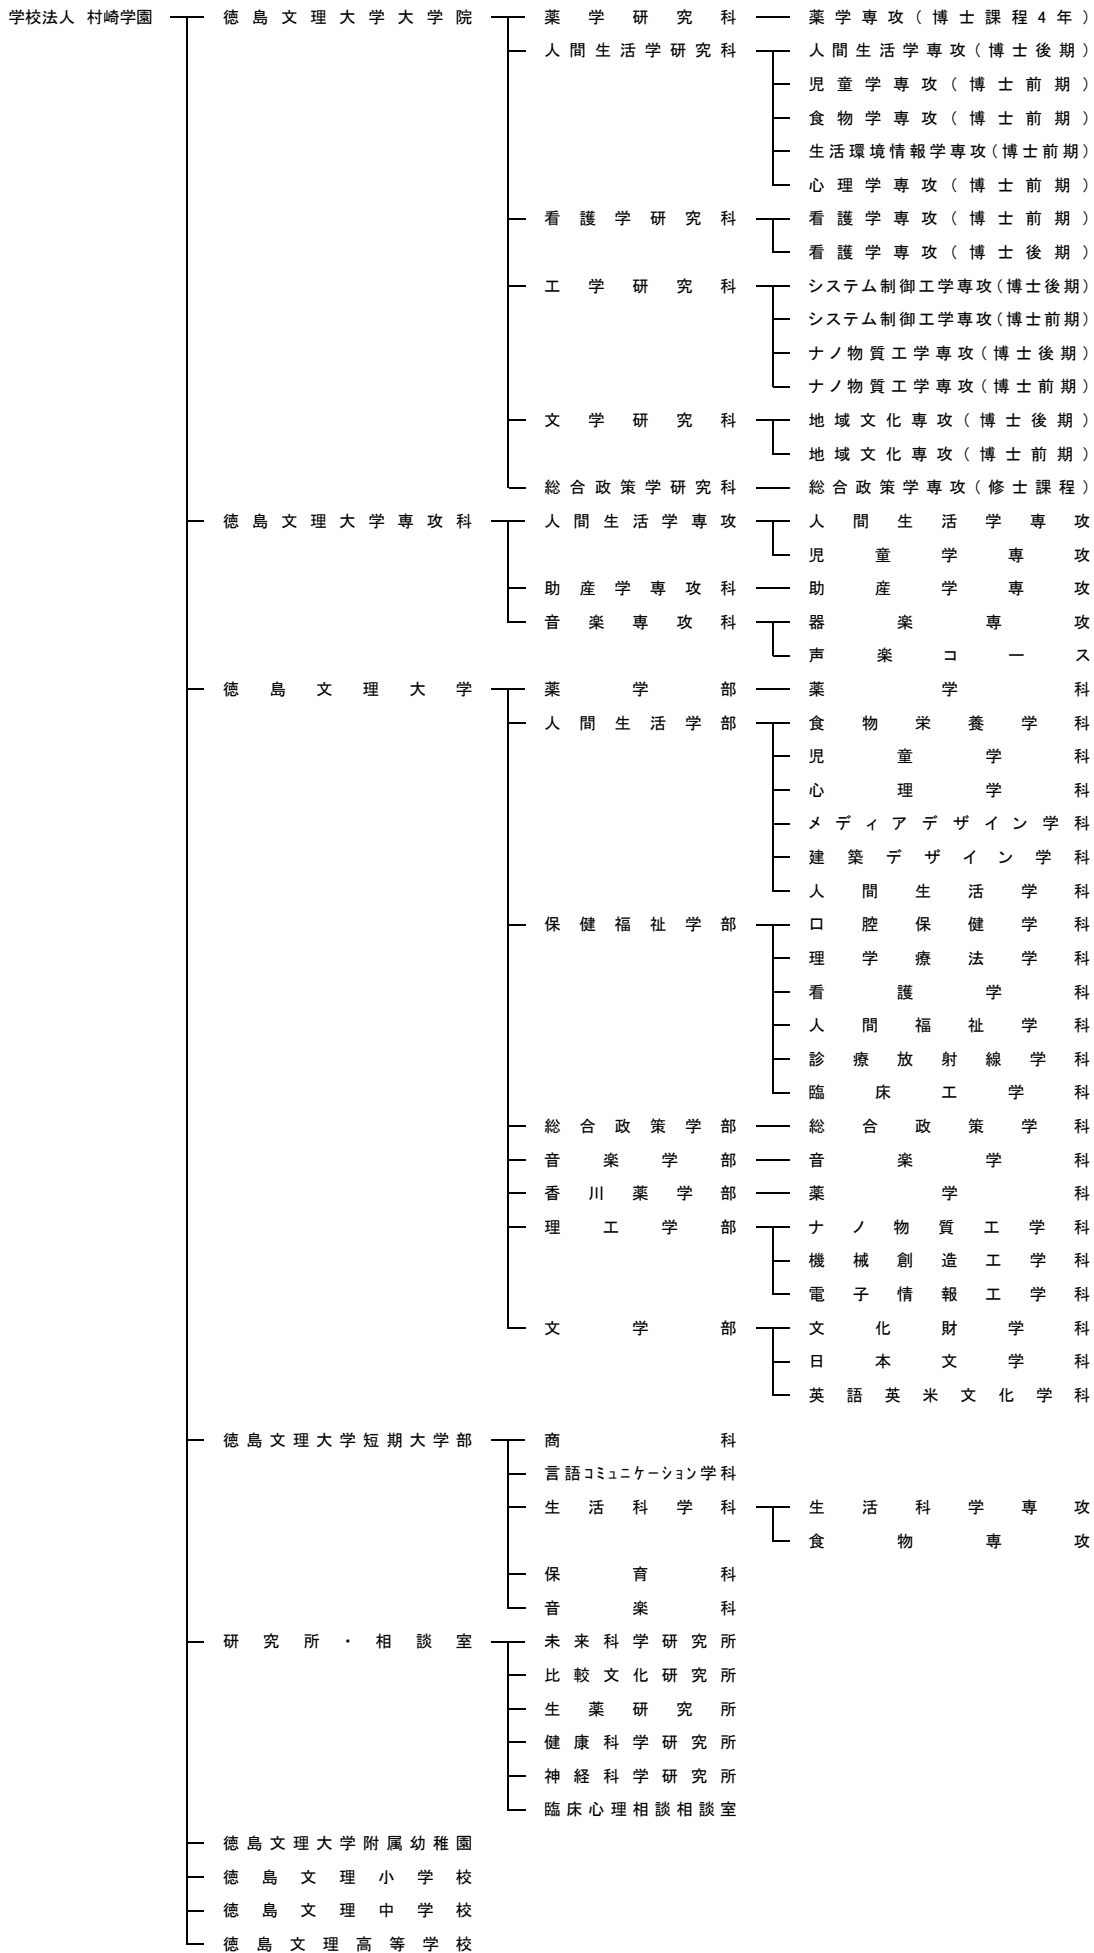 学校法人 村崎学園 徳島文理大学大学院 薬学研究科 薬学専攻(博士課程4年)
人間生活学研究科 人間生活学専攻(博士後期)
児童学専攻(博士前期)
食物学専攻(博士前期)
生活環境情報学専攻(博士前期)
心理学専攻(博士前期)
看護学研究科 看護学専攻(博士前期)
看護学専攻(博士後期)
工学研究科 システム制御工学専攻(博士後期)
システム制御工学専攻(博士前期)
ナノ物質工学専攻(博士後期)
ナノ物質工学専攻(博士前期)
文学研究科 地域文化専攻(博士後期)
地域文化専攻(博士前期)
総合政策学研究科 総合政策学専攻(修士課程)
徳島文理大学専攻科 人間生活学専攻 人間生活学専攻
児童学専攻
助産学専攻科 助産学専攻
音楽専攻科 器楽専攻
声楽コース
徳島文理大学 薬学部 薬学科
人間生活学部 食物栄養学科
児童学科
心理学科
メディアデザイン学科
建築デザイン学科
人間生活学科
保健福祉学部 口腔保健学科
理学療法学科
看護学科
人間福祉学科
診療放射線学科
臨床工学科
総合政策学部 総合政策学科
音楽学部 音楽学科
香川薬学部 薬学科
理工学部 ナノ物質工学科
機械創造工学科
電子情報工学科
文学部 文化財学科
日本文学科
英語英米文化学科
徳島文理大学短期大学部 商科
言語コミュニケーション学科
生活科学科 生活科学専攻
食物専攻
保育科
音楽科
研究所・相談室 未来科学研究所
比較文化研究所
生薬研究所
健康科学研究所
神経科学研究所
臨床心理相談相談室
徳島文理大学附属幼稚園
徳島文理小学校
徳島文理中学校
徳島文理高等学校